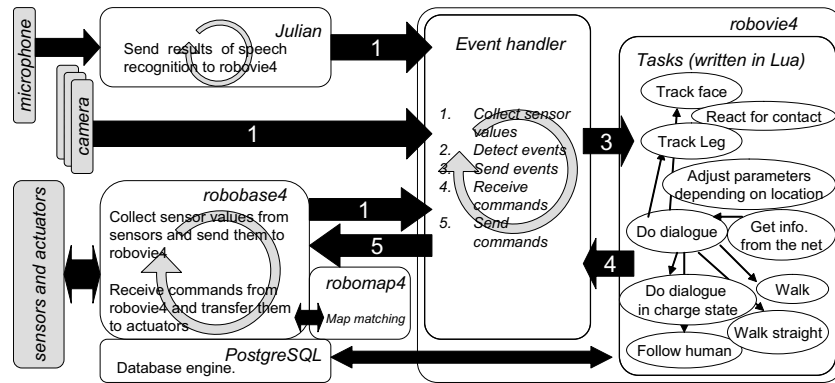 microphone
Julian
Send results of speech
recognition to robovie4
1
camera
1
sensors and actuators
robobase4
Collect sensor values from
sensors and send them to
robovie4
Receive commands from
robovie4 and transfer them
to actuators
1
5
robomap4
Map matching
PostgreSQL
Database engine.
robovie4
Event handler
1. Collect sensor
values
2. Detect events
3. Send events
4. Receive
commands
5. Send
commands
3
4
Tasks (written in Lua)
Track face
React for contact
Track Leg
Adjust parameters
depending on location
Do dialogue
Get info.
from the net
Walk
Do dialogue
in charge state
Walk straight
Follow human